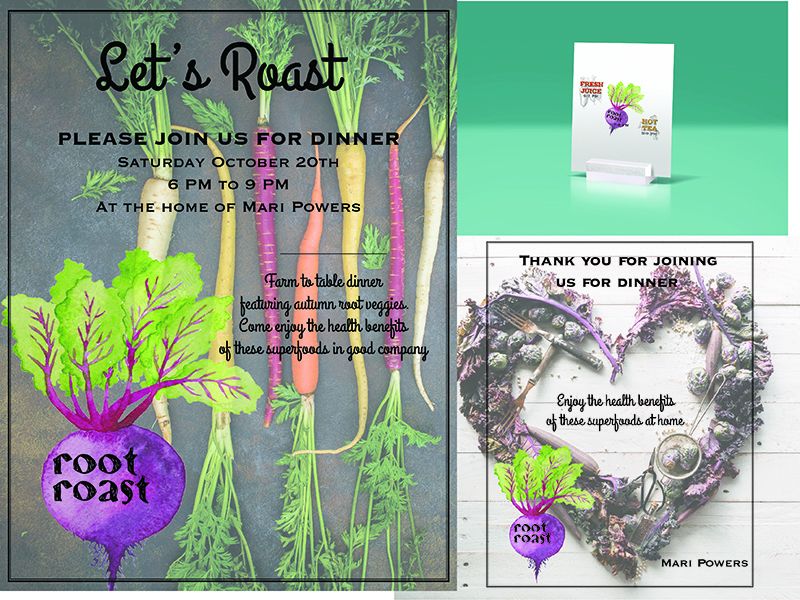 Let's Roast
PLEASE JOIN US FOR DINNER
SATURDAY OCTOBER 20TH
6 PM TO 9 PM
AT THE HOME OF MARI POWERS
Farm to table dinner
featuring autumn root veggies.
Come enjoy the health benefits
of these superfoods in good company
root
roast
FRESH
JUICE
root
roast
HOT
TEA
THANK YOU FOR JOINING
US FOR DINNER
Enjoy the health benefits
of these superfoods at home
root
roast
MARI POWERS